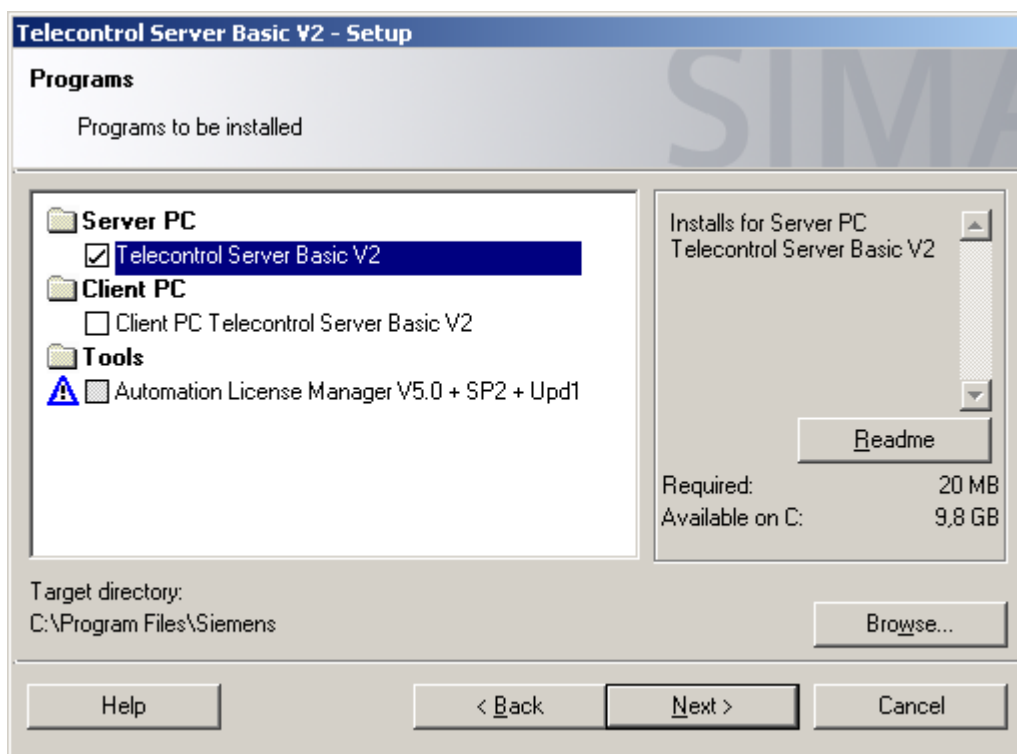 Telecontrol Server Basic V2 - Setup
Programs
Programs to be installed
SIMA
Server PC
Telecontrol Server Basic V2
Client PC
Client PC Telecontrol Server Basic V2
Tools
Automation License Manager V5.0 + SP2 + Upd1
Installs for Server PC
Telecontrol Server Basic V2
Readme
Required: 20 MB
Available on C: 9,8 GB
Target directory:
C:\Program Files\Siemens
Browse...
Help
< Back
Next >
Cancel